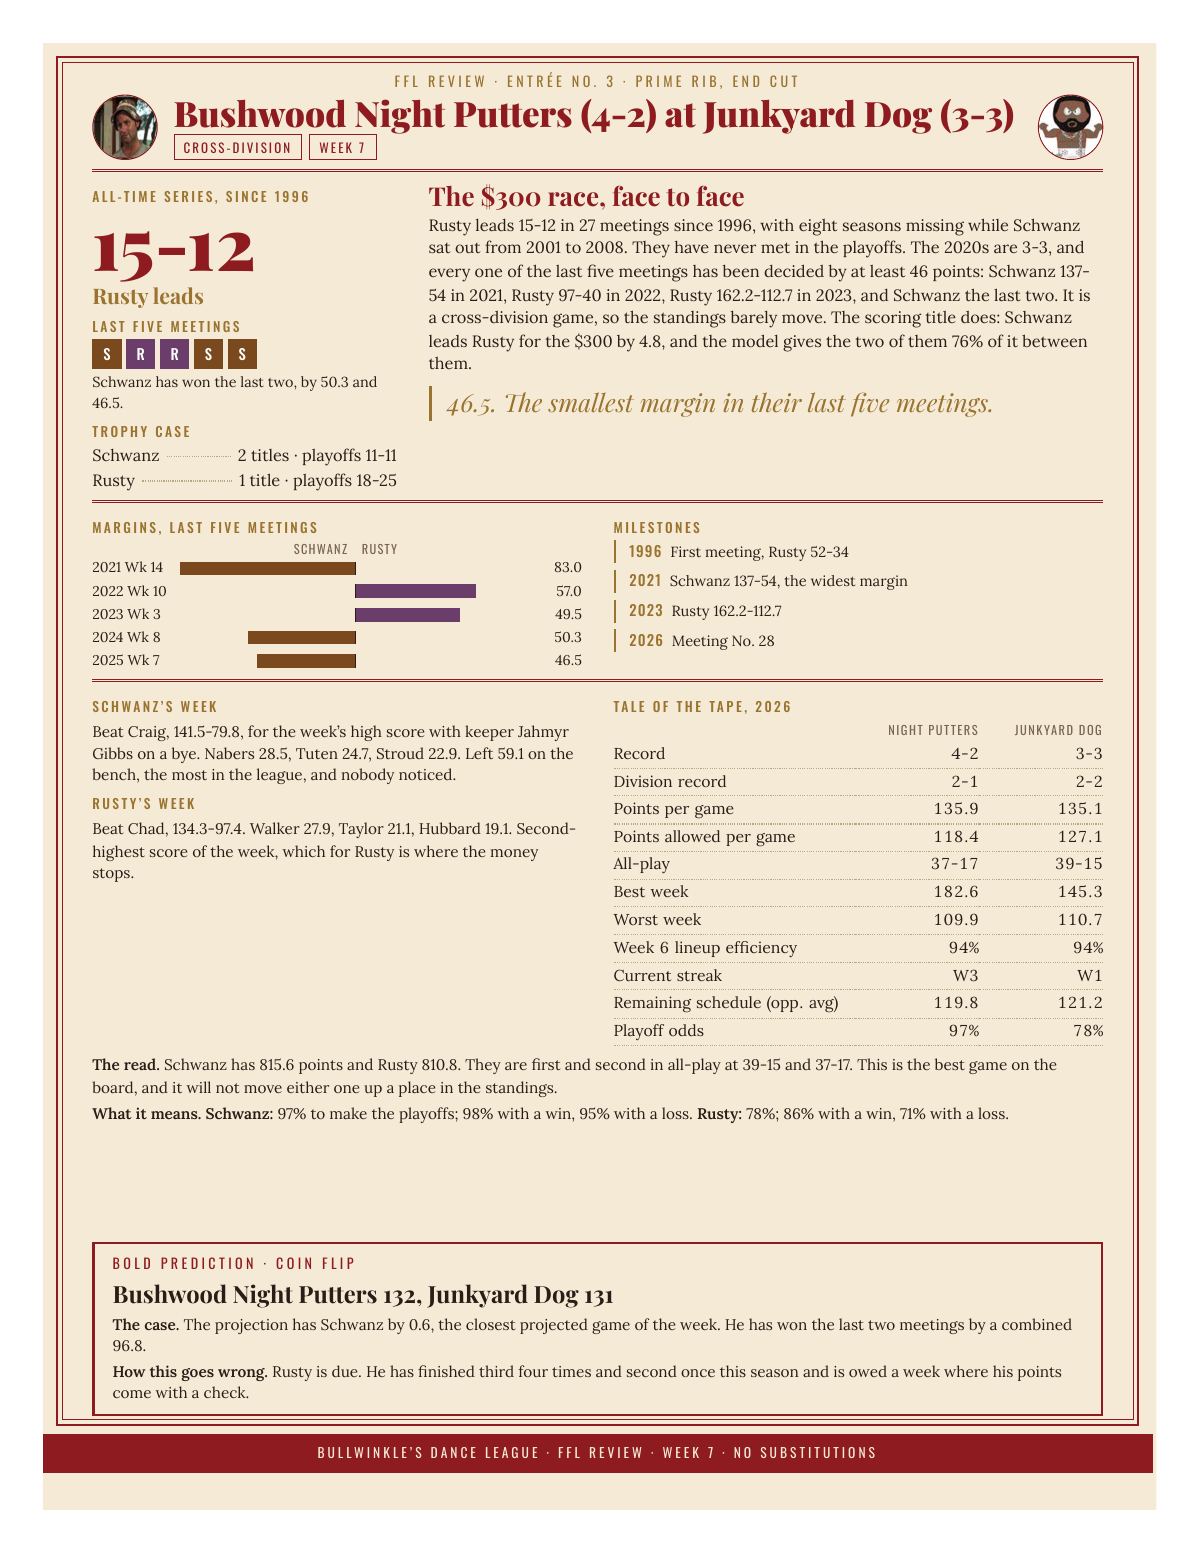 FFL REVIEW · ENTRÉE NO. 3 · PRIME RIB, END CUT
Bushwood Night Putters (4-2) at Junkyard Dog (3-3)
CROSS-DIVISION
WEEK 7
ALL-TIME SERIES, SINCE 1996
15-12
Rusty leads
LAST FIVE MEETINGS
S R R S S
Schwanz has won the last two, by 50.3 and
46.5.
TROPHY CASE
Schwanz 2 titles · playoffs 11-11
Rusty 1 title · playoffs 18-25
The $300 race, face to face
Rusty leads 15-12 in 27 meetings since 1996, with eight seasons missing while Schwanz
sat out from 2001 to 2008. They have never met in the playoffs. The 2020s are 3-3, and
every one of the last five meetings has been decided by at least 46 points: Schwanz 137-
54 in 2021, Rusty 97-40 in 2022, Rusty 162.2-112.7 in 2023, and Schwanz the last two. It is
a cross-division game, so the standings barely move. The scoring title does: Schwanz
leads Rusty for the $300 by 4.8, and the model gives the two of them 76% of it between
them.
46.5. The smallest margin in their last five meetings.
MARGINS, LAST FIVE MEETINGS
SCHWANZ RUSTY
2021 Wk 14 83.0
2022 Wk 10 57.0
2023 Wk 3 49.5
2024 Wk 8 50.3
2025 Wk 7 46.5
MILESTONES
1996 First meeting, Rusty 52-34
2021 Schwanz 137-54, the widest margin
2023 Rusty 162.2-112.7
2026 Meeting No. 28
SCHWANZ'S WEEK
Beat Craig, 141.5-79.8, for the week's high score with keeper Jahmyr
Gibbs on a bye. Nabers 28.5, Tuten 24.7, Stroud 22.9. Left 59.1 on the
bench, the most in the league, and nobody noticed.
RUSTY'S WEEK
Beat Chad, 134.3-97.4. Walker 27.9, Taylor 21.1, Hubbard 19.1. Second-
highest score of the week, which for Rusty is where the money
stops.
TALE OF THE TAPE, 2026
NIGHT PUTTERS JUNKYARD DOG
Record 4-2 3-3
Division record 2-1 2-2
Points per game 135.9 135.1
Points allowed per game 118.4 127.1
All-play 37-17 39-15
Best week 182.6 145.3
Worst week 109.9 110.7
Week 6 lineup efficiency 94% 94%
Current streak W3 W1
Remaining schedule (opp. avg) 119.8 121.2
Playoff odds 97% 78%
The read. Schwanz has 815.6 points and Rusty 810.8. They are first and second in all-play at 39-15 and 37-17. This is the best game on the
board, and it will not move either one up a place in the standings.
What it means. Schwanz: 97% to make the playoffs; 98% with a win, 95% with a loss. Rusty: 78%; 86% with a win, 71% with a loss.
BOLD PREDICTION · COIN FLIP
Bushwood Night Putters 132, Junkyard Dog 131
The case. The projection has Schwanz by 0.6, the closest projected game of the week. He has won the last two meetings by a combined
96.8.
How this goes wrong. Rusty is due. He has finished third four times and second once this season and is owed a week where his points
come with a check.
BULLWINKLE'S DANCE LEAGUE · FFL REVIEW · WEEK 7 · NO SUBSTITUTIONS